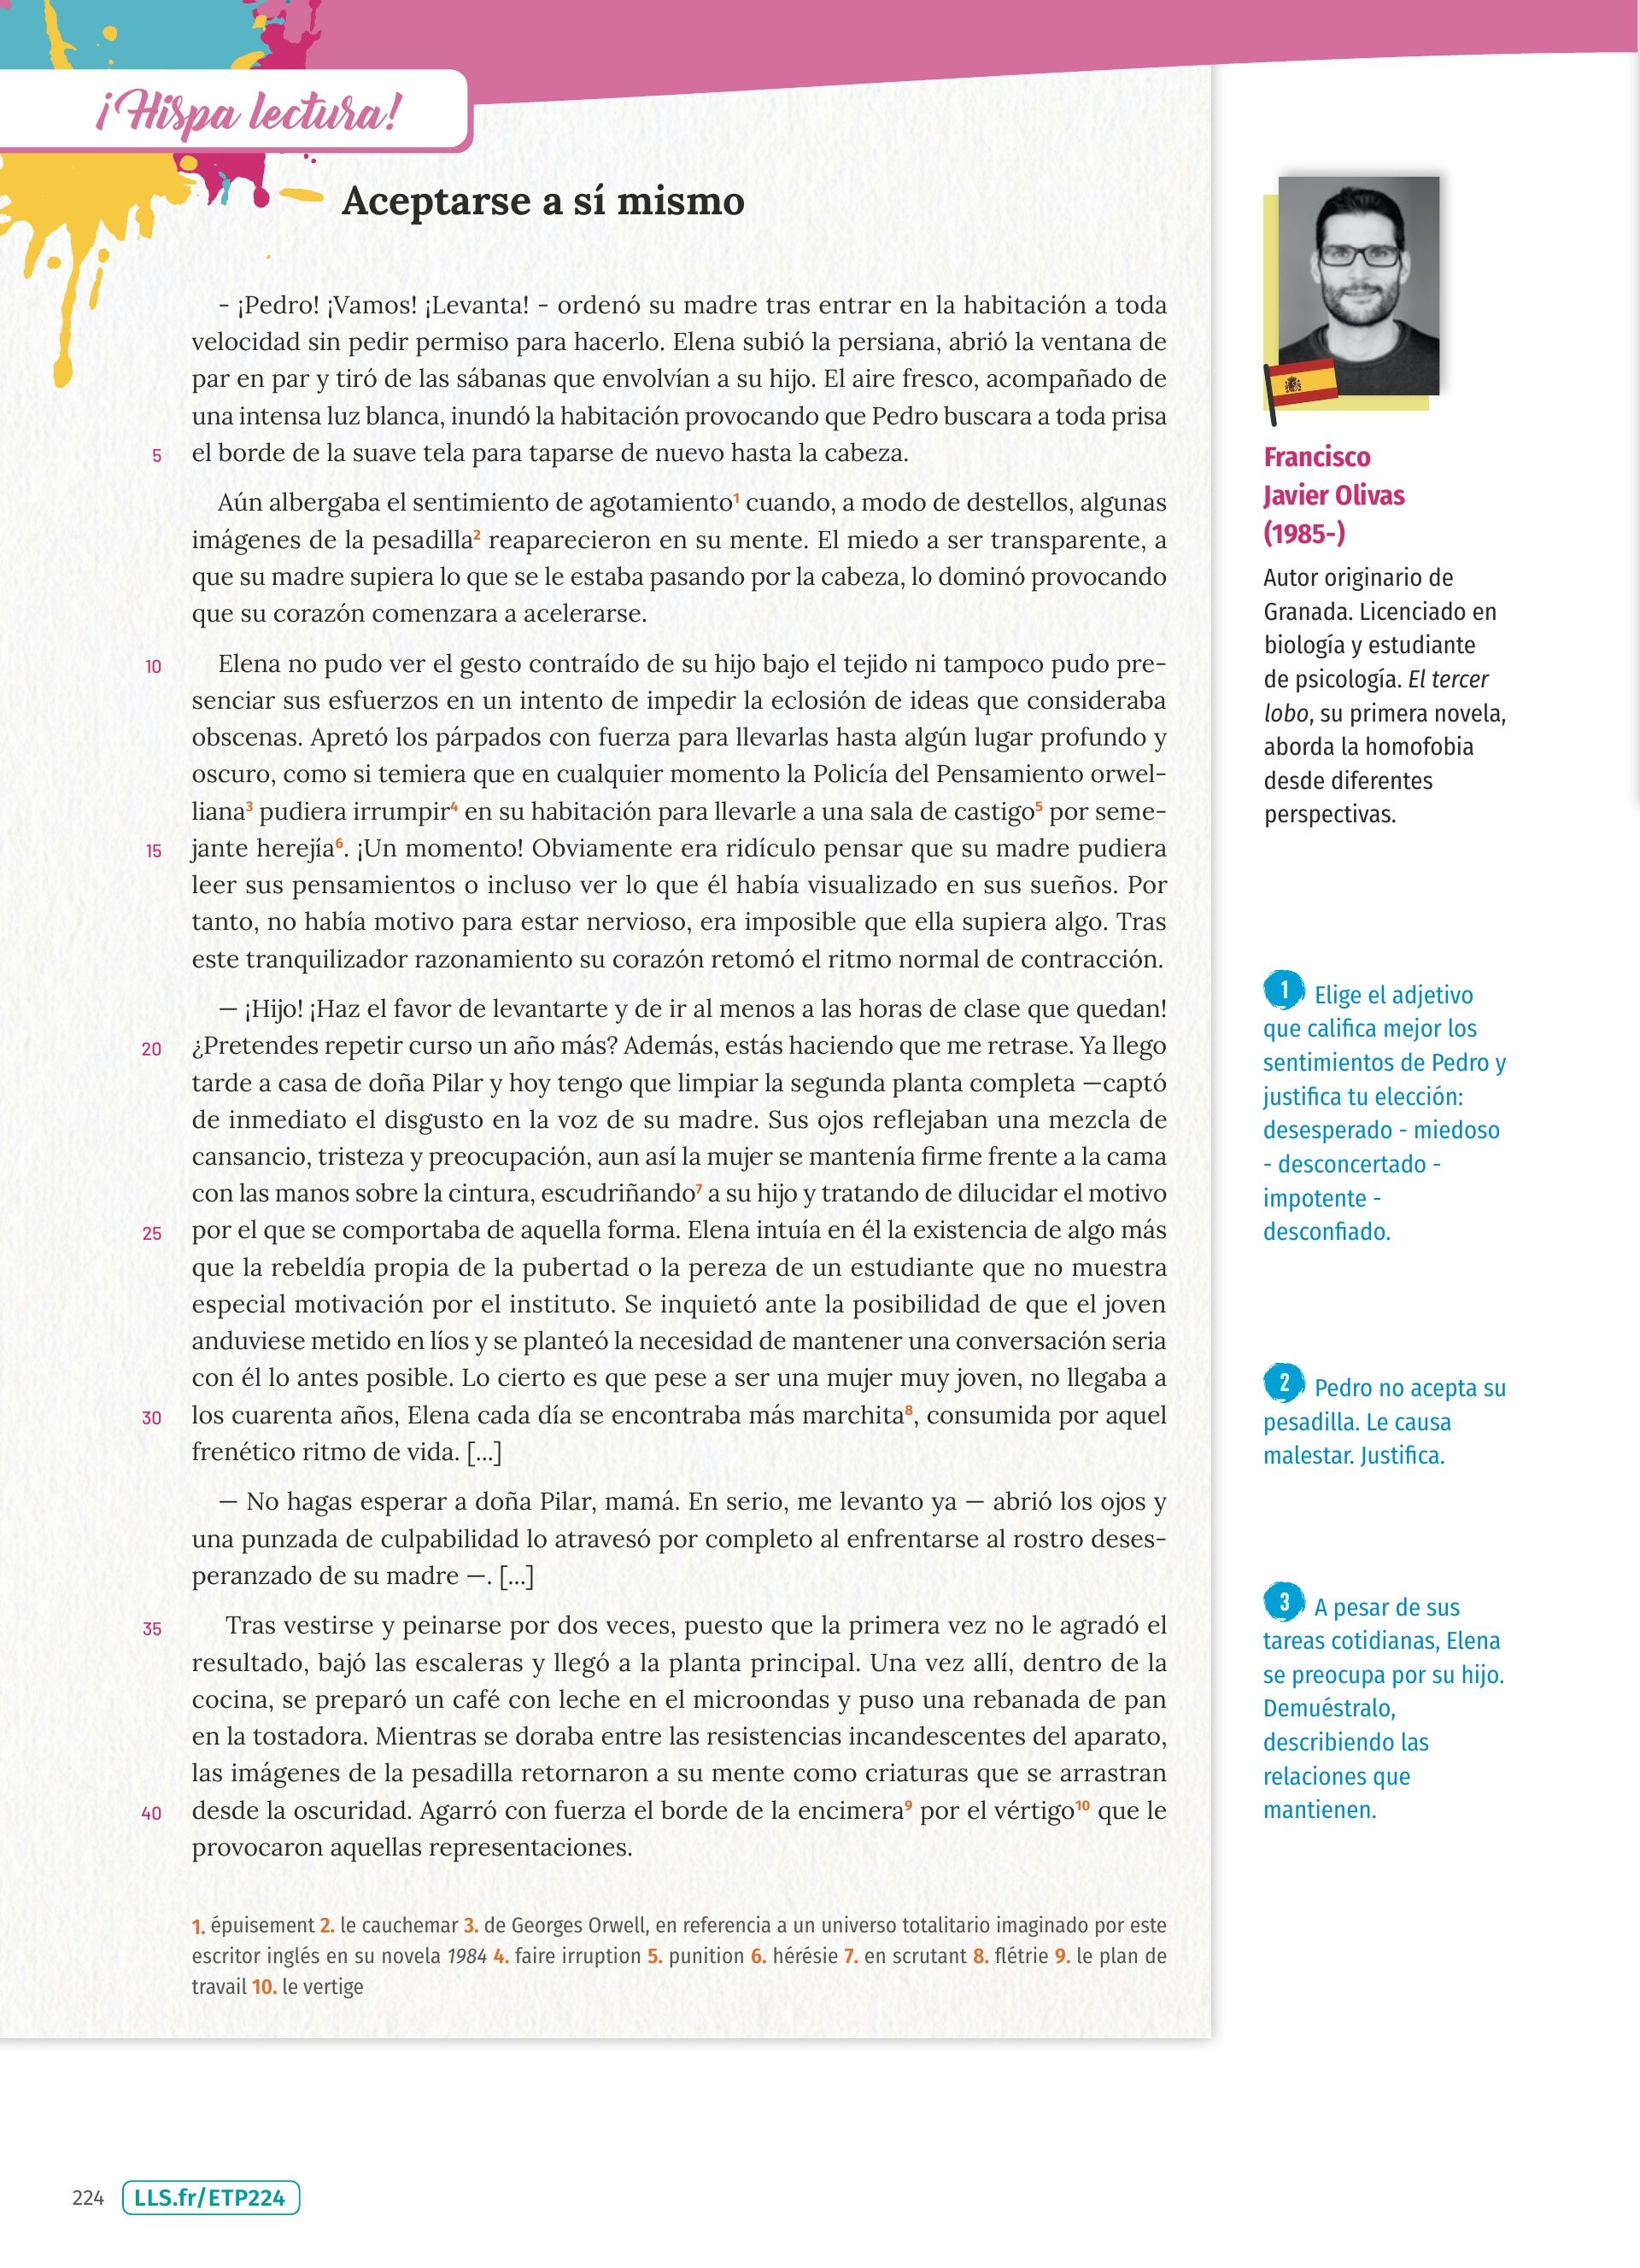 ¡Hispa lectura!
Aceptarse a sí mismo
- ¡Pedro! ¡Vamos! ¡Levanta! - ordenó su madre tras entrar en la habitación a toda
velocidad sin pedir permiso para hacerlo. Elena subió la persiana, abrió la ventana de
par en par y tiró de las sábanas que envolvían a su hijo. El aire fresco, acompañado de
una intensa luz blanca, inundó la habitación provocando que Pedro buscara a toda prisa
5 el borde de la suave tela para taparse de nuevo hasta la cabeza.
Aún albergaba el sentimiento de agotamiento1 cuando, a modo de destellos, algunas
imágenes de la pesadilla2 reaparecieron en su mente. El miedo a ser transparente, a
que su madre supiera lo que se le estaba pasando por la cabeza, lo dominó provocando
que su corazón comenzara a acelerarse.
10 Elena no pudo ver el gesto contraído de su hijo bajo el tejido ni tampoco pudo pre-
senciar sus esfuerzos en un intento de impedir la eclosión de ideas que consideraba
obscenas. Apretó los párpados con fuerza para llevarlas hasta algún lugar profundo y
oscuro, como si temiera que en cualquier momento la Policía del Pensamiento orwel-
liana3 pudiera irrumpir4 en su habitación para llevarle a una sala de castigo5 por seme-
15 jante herejía6. ¡Un momento! Obviamente era ridículo pensar que su madre pudiera
leer sus pensamientos o incluso ver lo que él había visualizado en sus sueños. Por
tanto, no había motivo para estar nervioso, era imposible que ella supiera algo. Tras
este tranquilizador razonamiento su corazón retomó el ritmo normal de contracción.
— ¡Hijo! ¡Haz el favor de levantarte y de ir al menos a las horas de clase que quedan!
20 ¿Pretendes repetir curso un año más? Además, estás haciendo que me retrase. Ya llego
tarde a casa de doña Pilar y hoy tengo que limpiar la segunda planta completa —captó
de inmediato el disgusto en la voz de su madre. Sus ojos reflejaban una mezcla de
cansancio, tristeza y preocupación, aun así la mujer se mantenía firme frente a la cama
con las manos sobre la cintura, escudriñando7 a su hijo y tratando de dilucidar el motivo
25 por el que se comportaba de aquella forma. Elena intuía en él la existencia de algo más
que la rebeldía propia de la pubertad o la pereza de un estudiante que no muestra
especial motivación por el instituto. Se inquietó ante la posibilidad de que el joven
anduviese metido en líos y se planteó la necesidad de mantener una conversación seria
con él lo antes posible. Lo cierto es que pese a ser una mujer muy joven, no llegaba a
30 los cuarenta años, Elena cada día se encontraba más marchita8, consumida por aquel
frenético ritmo de vida. [...]
— No hagas esperar a doña Pilar, mamá. En serio, me levanto ya — abrió los ojos y
una punzada de culpabilidad lo atravesó por completo al enfrentarse al rostro deses-
peranzado de su madre —. [...]
35 Tras vestirse y peinarse por dos veces, puesto que la primera vez no le agradó el
resultado, bajó las escaleras y llegó a la planta principal. Una vez allí, dentro de la
cocina, se preparó un café con leche en el microondas y puso una rebanada de pan
en la tostadora. Mientras se doraba entre las resistencias incandescentes del aparato,
las imágenes de la pesadilla retornaron a su mente como criaturas que se arrastran
40 desde la oscuridad. Agarró con fuerza el borde de la encimera9 por el vértigo10 que le
provocaron aquellas representaciones.
1. épuisement 2. le cauchemar 3. de Georges Orwell, en referencia a un universo totalitario imaginado por este
escritor inglés en su novela 1984 4. faire irruption 5. punition 6. hérésie 7. en scrutant 8. flétrie 9. le plan de
travail 10. le vertige
Francisco
Javier Olivas
(1985-)
Autor originario de
Granada. Licenciado en
biología y estudiante
de psicología. El tercer
lobo, su primera novela,
aborda la homofobia
desde diferentes
perspectivas.
1 Elige el adjetivo
que califica mejor los
sentimientos de Pedro y
justifica tu elección:
desesperado - miedoso
- desconcertado -
impotente -
desconfiado.
2 Pedro no acepta su
pesadilla. Le causa
malestar. Justifica.
3 A pesar de sus
tareas cotidianas, Elena
se preocupa por su hijo.
Demuéstralo,
describiendo las
relaciones que
mantienen.
224 LLS.fr/ETP224